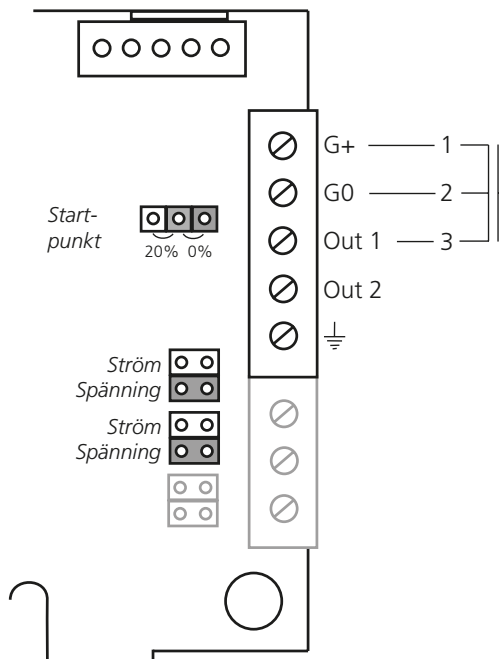 G+ 1
G0 2
Out 1 3
Out 2
Start-
punkt
20% 0%
Ström
Spänning
Ström
Spänning